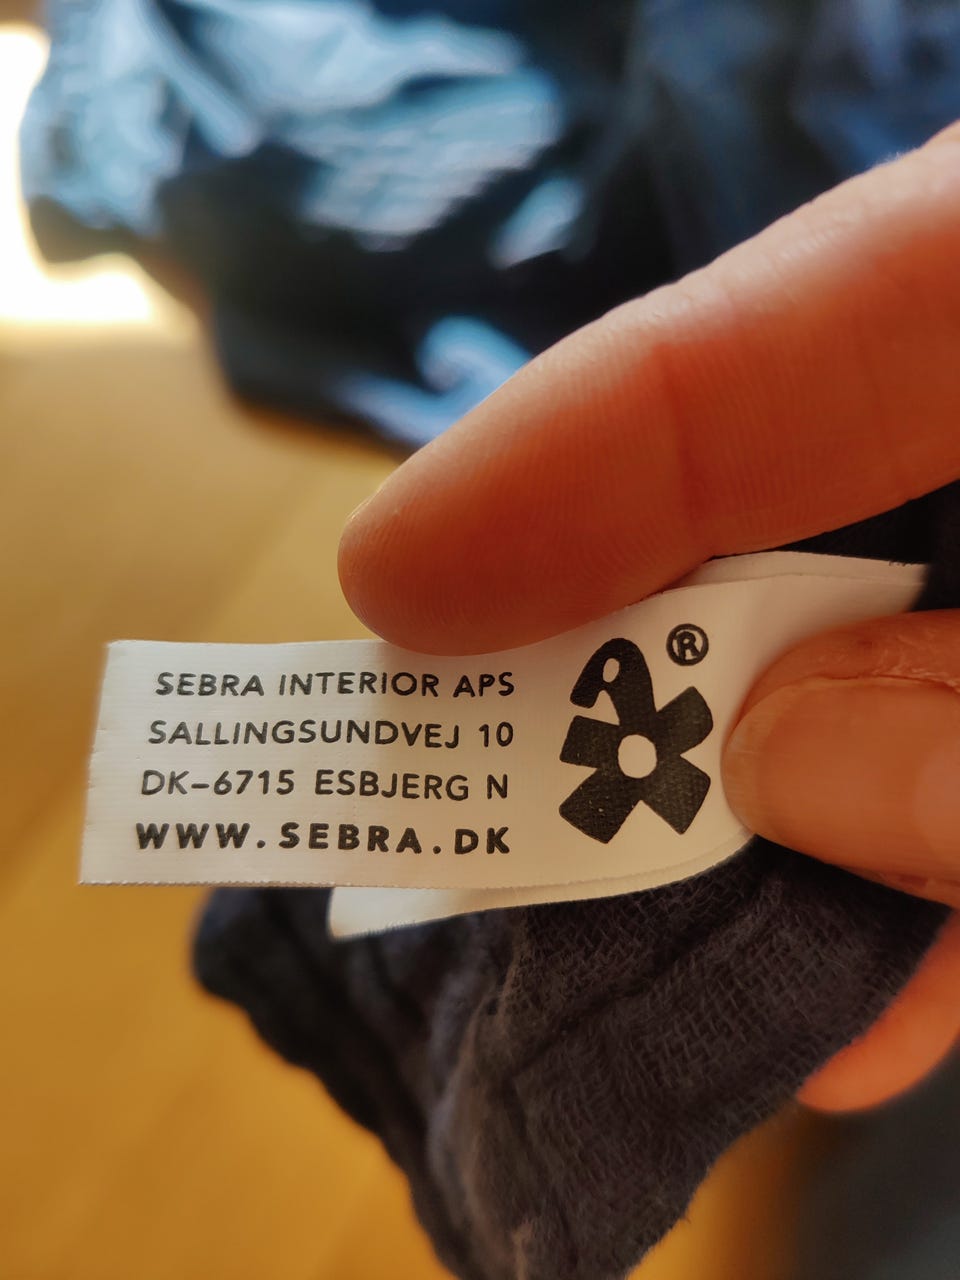 SEBRA INTERIOR APS
SALLINGSUNDVEJ 10
DK-6715 ESBJERG N
WWW.SEBRA.DK
®